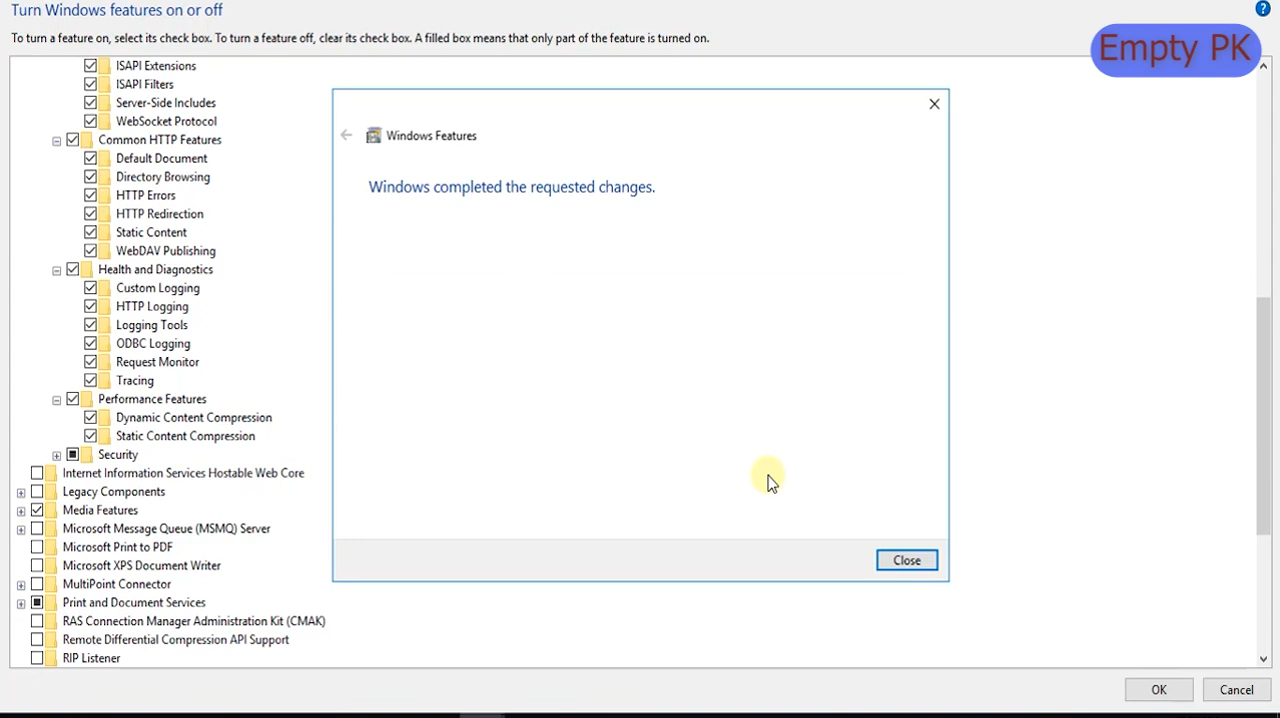 Turn Windows features on or off
?
Empty PK
To turn a feature on, select its check box. To turn a feature off, clear its check box. A filled box means that only part of the feature is turned on.
ISAPI Extensions
ISAPI Filters
Server-Side Includes
WebSocket Protocol
Common HTTP Features
Default Document
Directory Browsing
HTTP Errors
HTTP Redirection
Static Content
WebDAV Publishing
Health and Diagnostics
Custom Logging
HTTP Logging
Logging Tools
ODBC Logging
Request Monitor
Tracing
Performance Features
Dynamic Content Compression
Static Content Compression
Security
Internet Information Services Hostable Web Core
Legacy Components
Media Features
Microsoft Message Queue (MSMQ) Server
Microsoft Print to PDF
Microsoft XPS Document Writer
MultiPoint Connector
Print and Document Services
RAS Connection Manager Administration Kit (CMAK)
Remote Differential Compression API Support
RIP Listener
Windows Features
Windows completed the requested changes.
Close
OK
Cancel